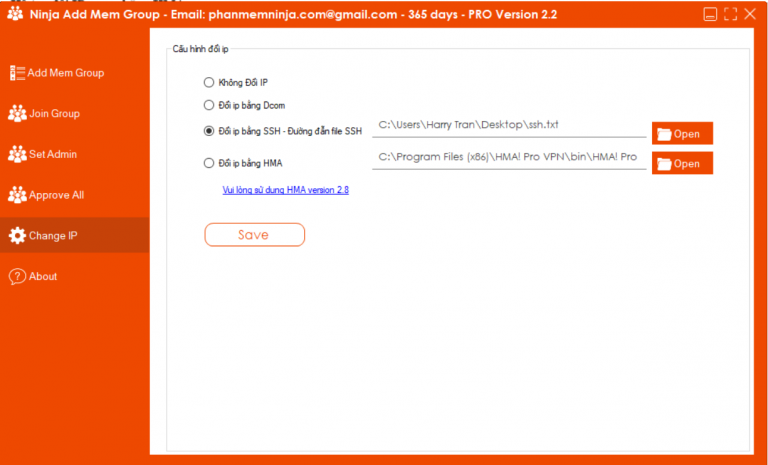 Ninja Add Mem Group - Email: phanmemninja.com@gmail.com - 365 days - PRO Version 2.2
Add Mem Group
Join Group
Set Admin
Approve All
Change IP
About
Cấu hình đổi ip
Không Đổi IP
Đổi ip bằng Dcom
Đổi ip bằng SSH - Đường đẫn file SSH C:\Users\Harry Tran\Desktop\ssh.txt Open
Đổi ip bằng HMA C:\Program Files (x86)\HMA! Pro VPN\bin\HMA! Pro Open
Vui lòng sử dung HMA version 2.8
Save